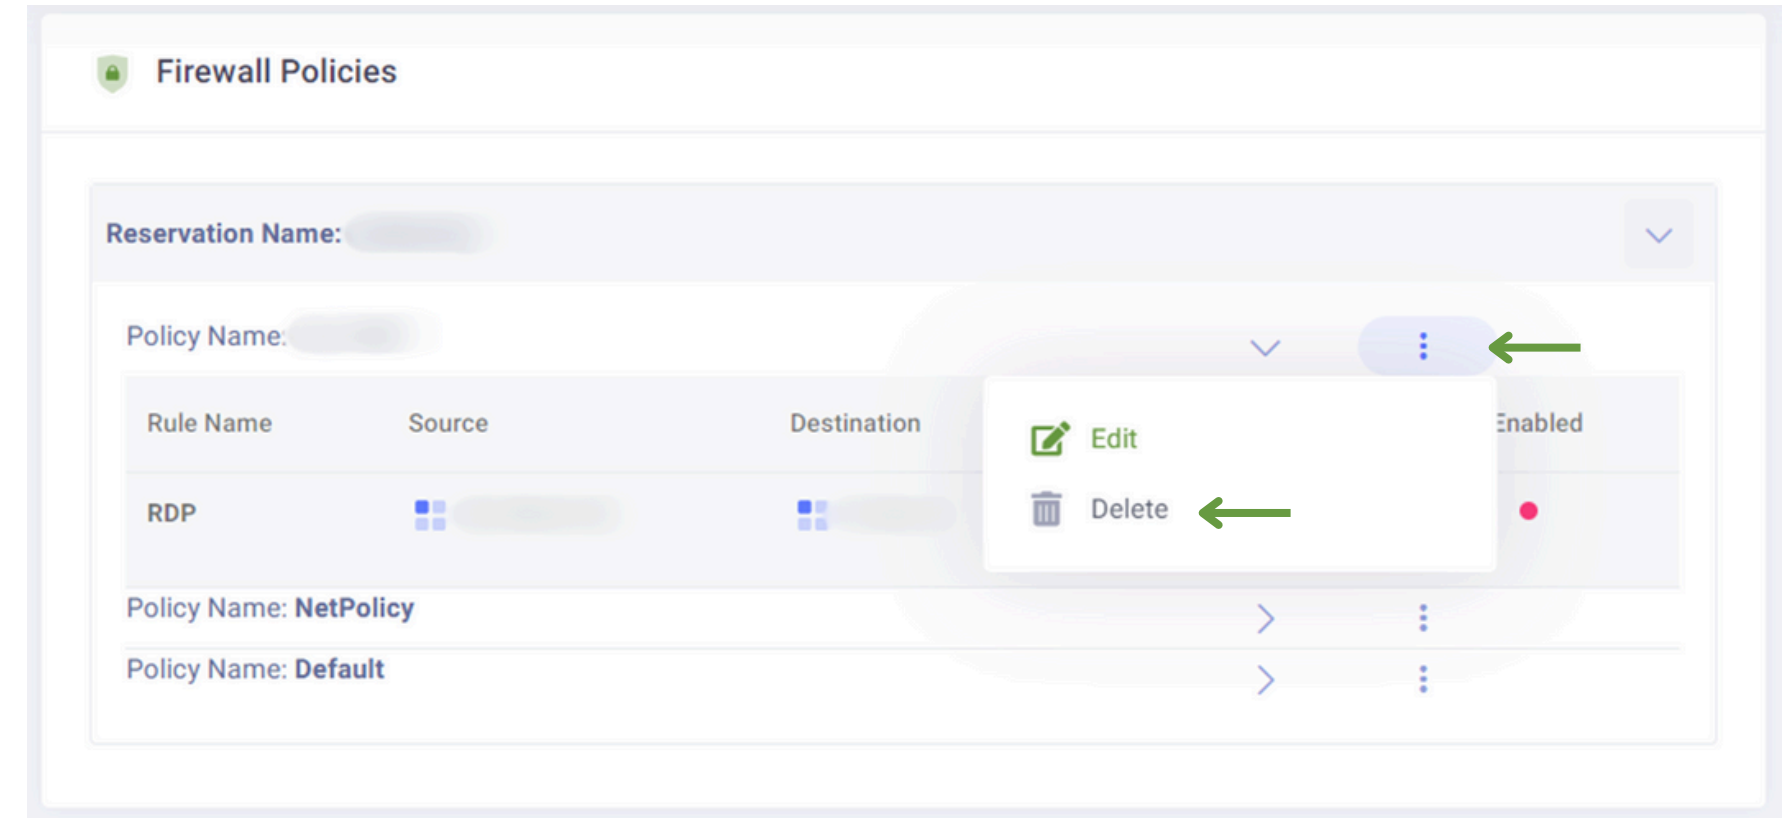 Firewall Policies
Reservation Name:
Policy Name:
Rule Name Source Destination Enabled
Edit
RDP
Delete
Policy Name: NetPolicy
Policy Name: Default